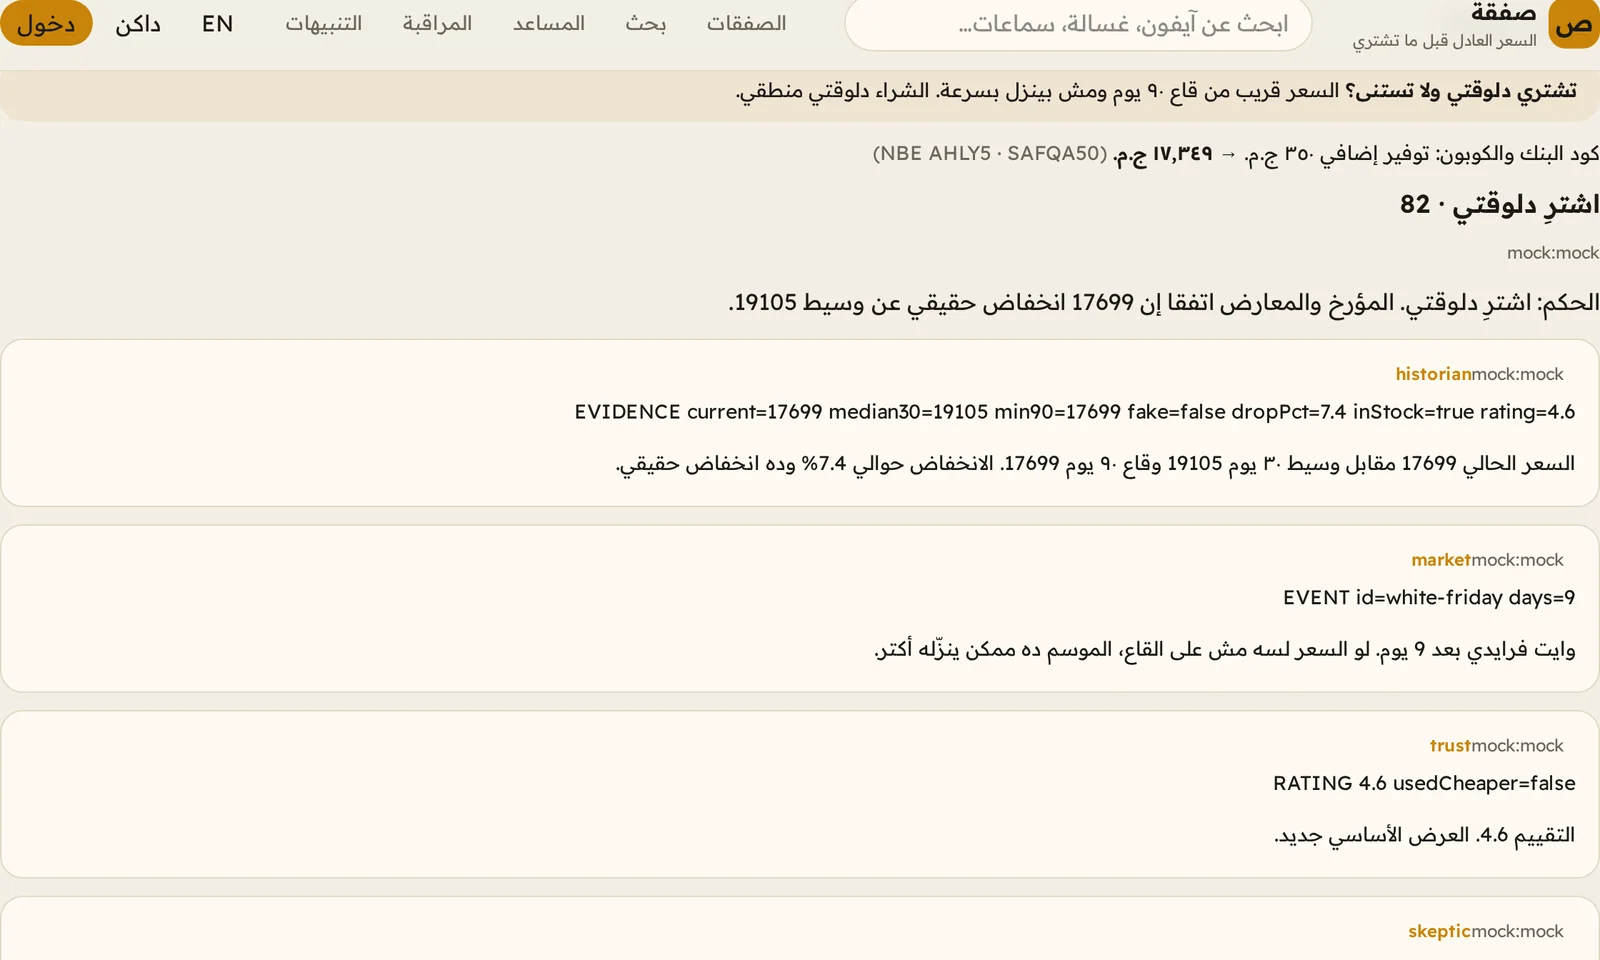 ص
صفقة
السعر العادل قبل ما تشتري
ابحث عن آيفون، غسالة، سماعات...
الصفقات
بحث
المساعد
المراقبة
التنبيهات
EN
داكن
دخول
تشتري دلوقتي ولا تستنى؟ السعر قريب من قاع ٩٠ يوم ومش بينزل بسرعة. الشراء دلوقتي منطقي.
كود البنك والكوبون: توفير إضافي ٣٥٠ ج.م. → ١٧,٣٤٩ ج.م. (NBE AHLY5 · SAFQA50)
اشترِ دلوقتي · 82
mock:mock
الحكم: اشترِ دلوقتي. المؤرخ والمعارض اتفقا إن 17699 انخفاض حقيقي عن وسيط 19105.
historianmock:mock
EVIDENCE current=17699 median30=19105 min90=17699 fake=false dropPct=7.4 inStock=true rating=4.6
السعر الحالي 17699 مقابل وسيط ٣٠ يوم 19105 وقاع ٩٠ يوم 17699. الانخفاض حوالي 7.4% وده انخفاض حقيقي.
marketmock:mock
EVENT id=white-friday days=9
وايت فرايدي بعد 9 يوم. لو السعر لسه مش على القاع، الموسم ده ممكن ينزّله أكتر.
trustmock:mock
RATING 4.6 usedCheaper=false
التقييم 4.6. العرض الأساسي جديد.
skepticmock:mock